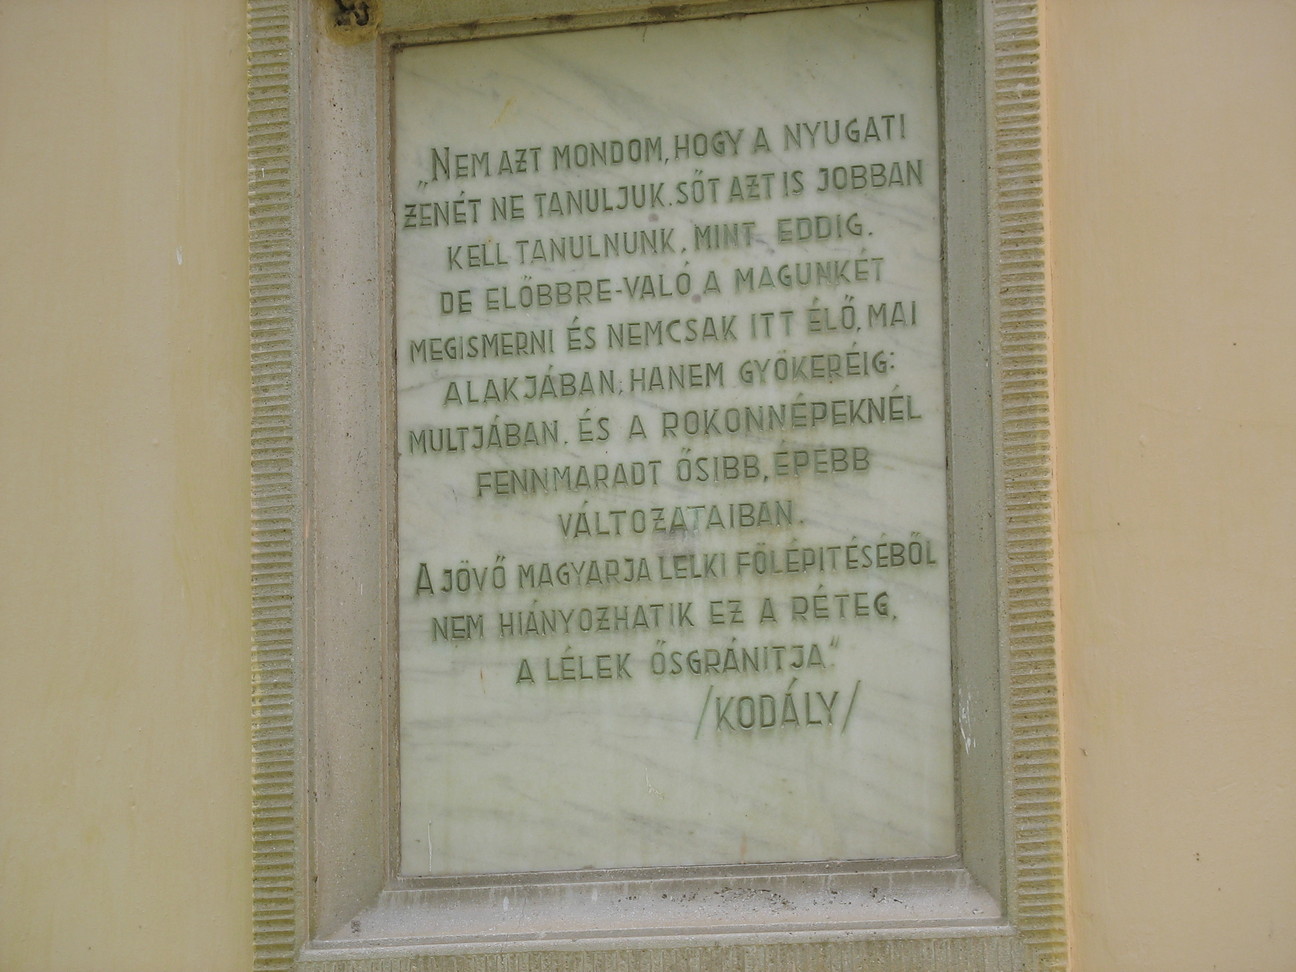 „NEM AZT MONDOM, HOGY A NYUGATI
ZENÉT NE TANULJUK. SŐT AZT IS JOBBAN
KELL TANULNUNK, MINT EDDIG.
DE ELŐBBRE-VALÓ A MAGUNKÉT
MEGISMERNI ÉS NEMCSAK ITT ÉLŐ, MAI
ALAKJÁBAN, HANEM GYÖKERÉIG:
MULTJÁBAN. ÉS A ROKONNÉPEKNÉL
FENNMARADT ŐSIBB, ÉPEBB
VÁLTOZATAIBAN.
A JÖVŐ MAGYARJA LELKI FÖLÉPITÉSÉBŐL
NEM HIÁNYOZHATIK EZ A RÉTEG,
A LÉLEK ŐSGRÁNITJA."
/KODÁLY/